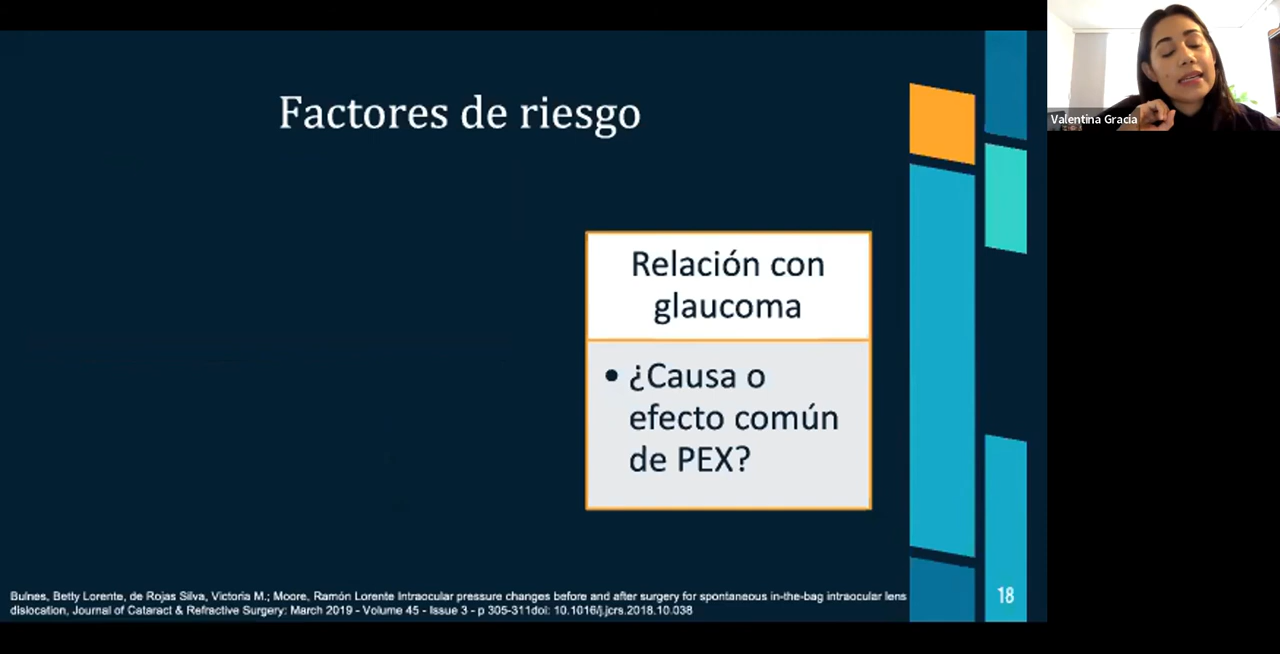 Factores de riesgo
Valentina Gracia
Relación con
glaucoma
• ¿Causa o
efecto común
de PEX?
Bulnes, Betty Lorente, de Rojas Silva, Victoria M.; Moore, Ramón Lorente Intraocular pressure changes before and after surgery for spontaneous in-the-bag intraocular lens
dislocation, Journal of Cataract & Refractive Surgery: March 2019 - Volume 45 - Issue 3 - p 305-311doi: 10.1016/j.jcrs.2018.10.038
18